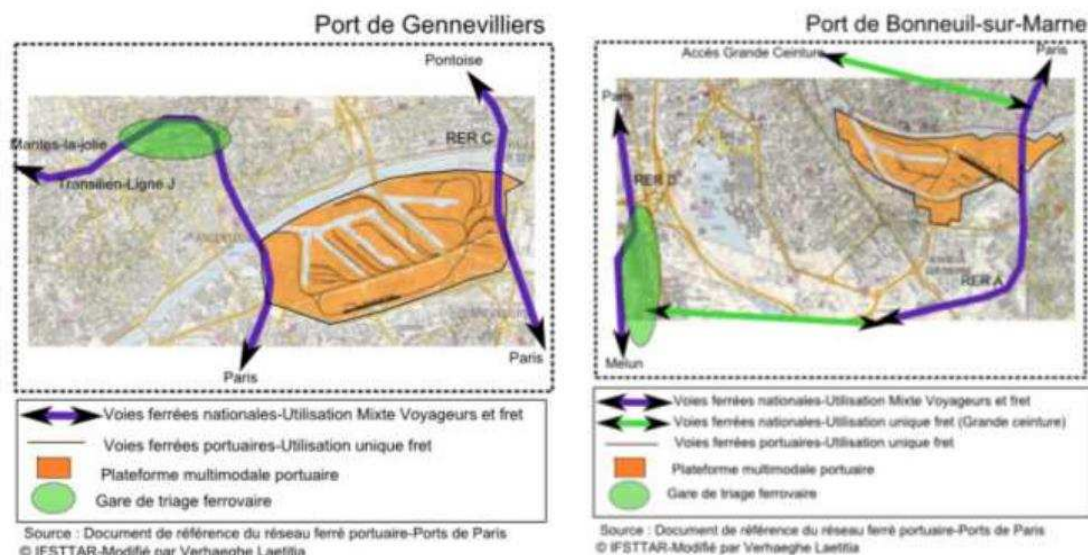 Port de Gennevilliers
Pontoise
RER C
Mantes-la-jolie
Transilien-Ligne J
Paris
Paris
Voies ferrées nationales-Utilisation Mixte Voyageurs et fret
Voies ferrées portuaires-Utilisation unique fret
Plateforme multimodale portuaire
Gare de triage ferrovaire
Source : Document de référence du réseau ferré portuaire-Ports de Paris
© IFSTTAR-Modifié par Verhaeghe Laetitia
Port de Bonneuil-sur-Marne
Accés Grande Ceinture
Paris
Paris
RER D
RER A
Melun
Voies ferrées nationales-Utilisation Mixte Voyageurs et fret
Voies ferrées nationales-Utilisation unique fret (Grande ceinture)
Voies ferrées portuaires-Utilisation unique fret
Plateforme multimodale portuaire
Gare de triage ferrovaire
Source : Document de référence du réseau ferré portuaire-Ports de Paris
© IFSTTAR-Modifié par Verhaeghe Laetitia